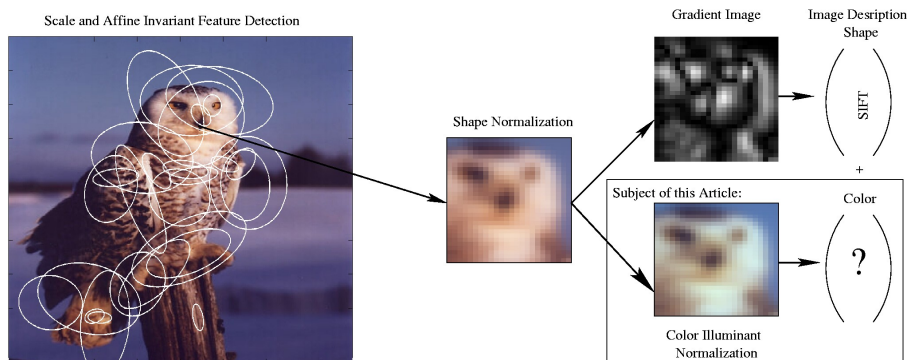 Scale and Affine Invariant Feature Detection
Gradient Image
Image Desription
Shape
Shape Normalization
SIFT
+
Subject of this Article:
Color
?
Color Illuminant
Normalization